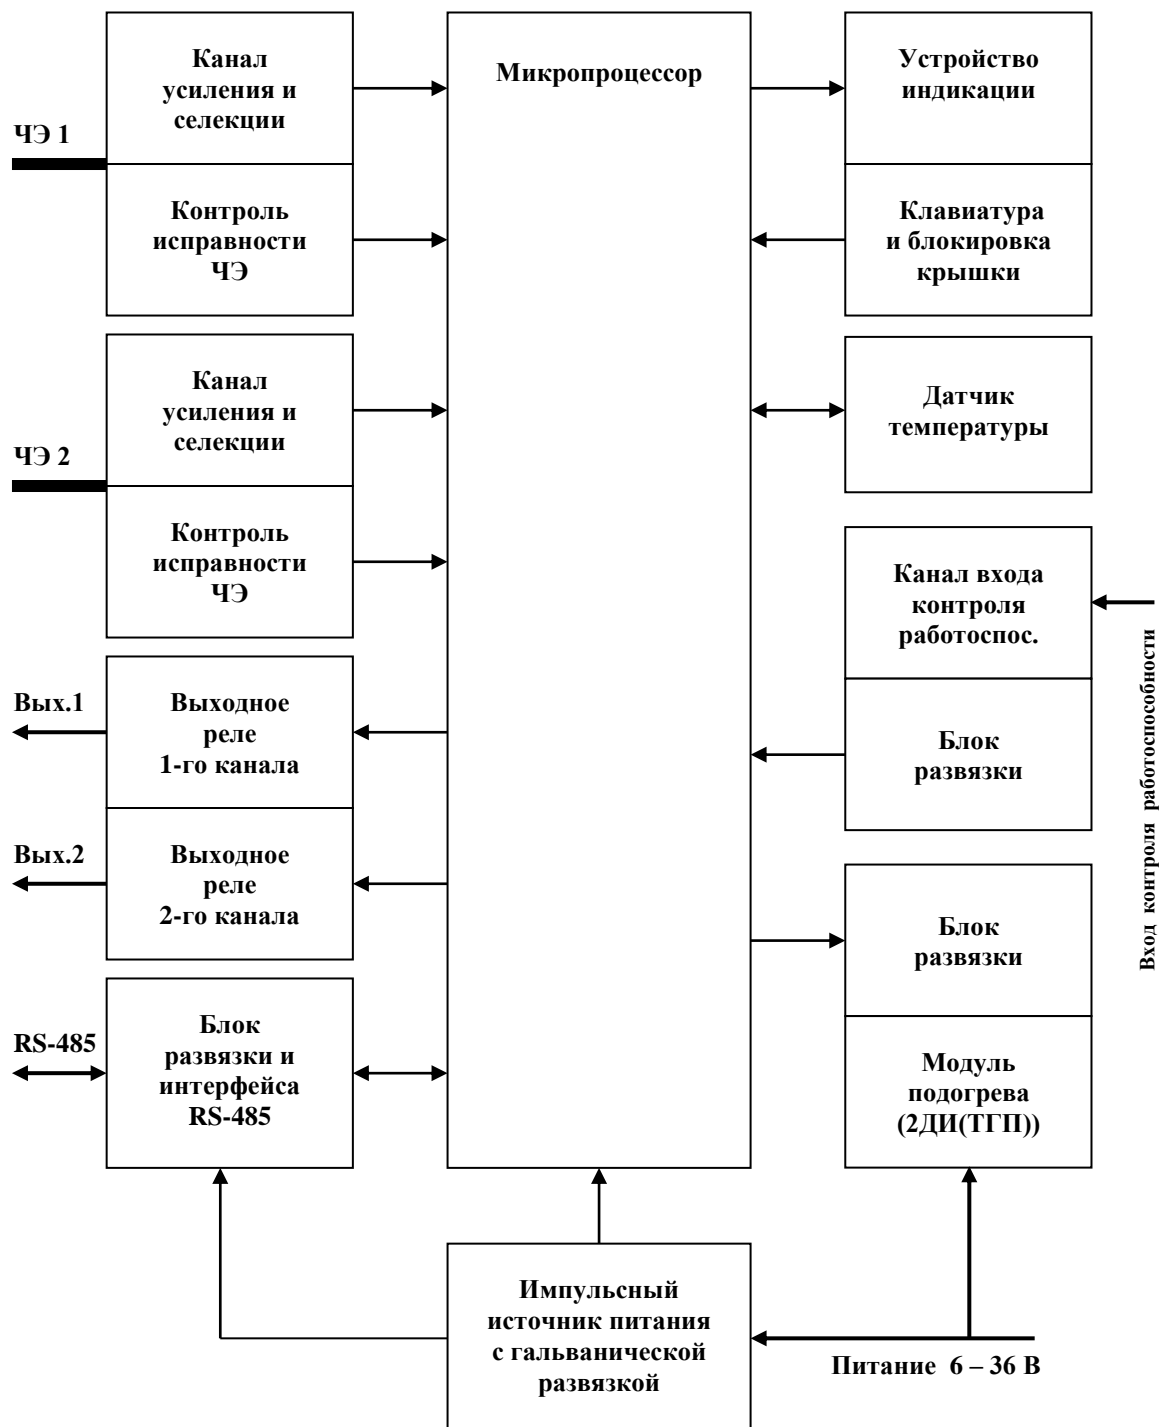 Канал
усиления и
селекции
ЧЭ 1
Контроль
исправности
ЧЭ
Канал
усиления и
селекции
ЧЭ 2
Контроль
исправности
ЧЭ
Вых.1
Выходное
реле
1-го канала
Вых.2
Выходное
реле
2-го канала
RS-485
Блок
развязки и
интерфейса
RS-485
Микропроцессор
Устройство
индикации
Клавиатура
и блокировка
крышки
Датчик
температуры
Канал входа
контроля
работоспос.
Блок
развязки
Вход контроля работоспособности
Блок
развязки
Модуль
подогрева
(2ДИ(ТГП))
Импульсный
источник питания
с гальванической
развязкой
Питание 6 – 36 В